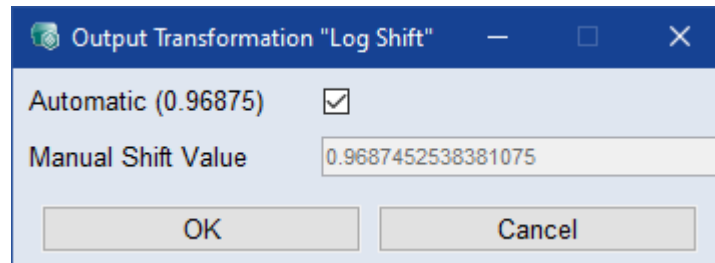 Output Transformation "Log Shift"
Automatic (0.96875)
Manual Shift Value 0.9687452538381075
OK Cancel